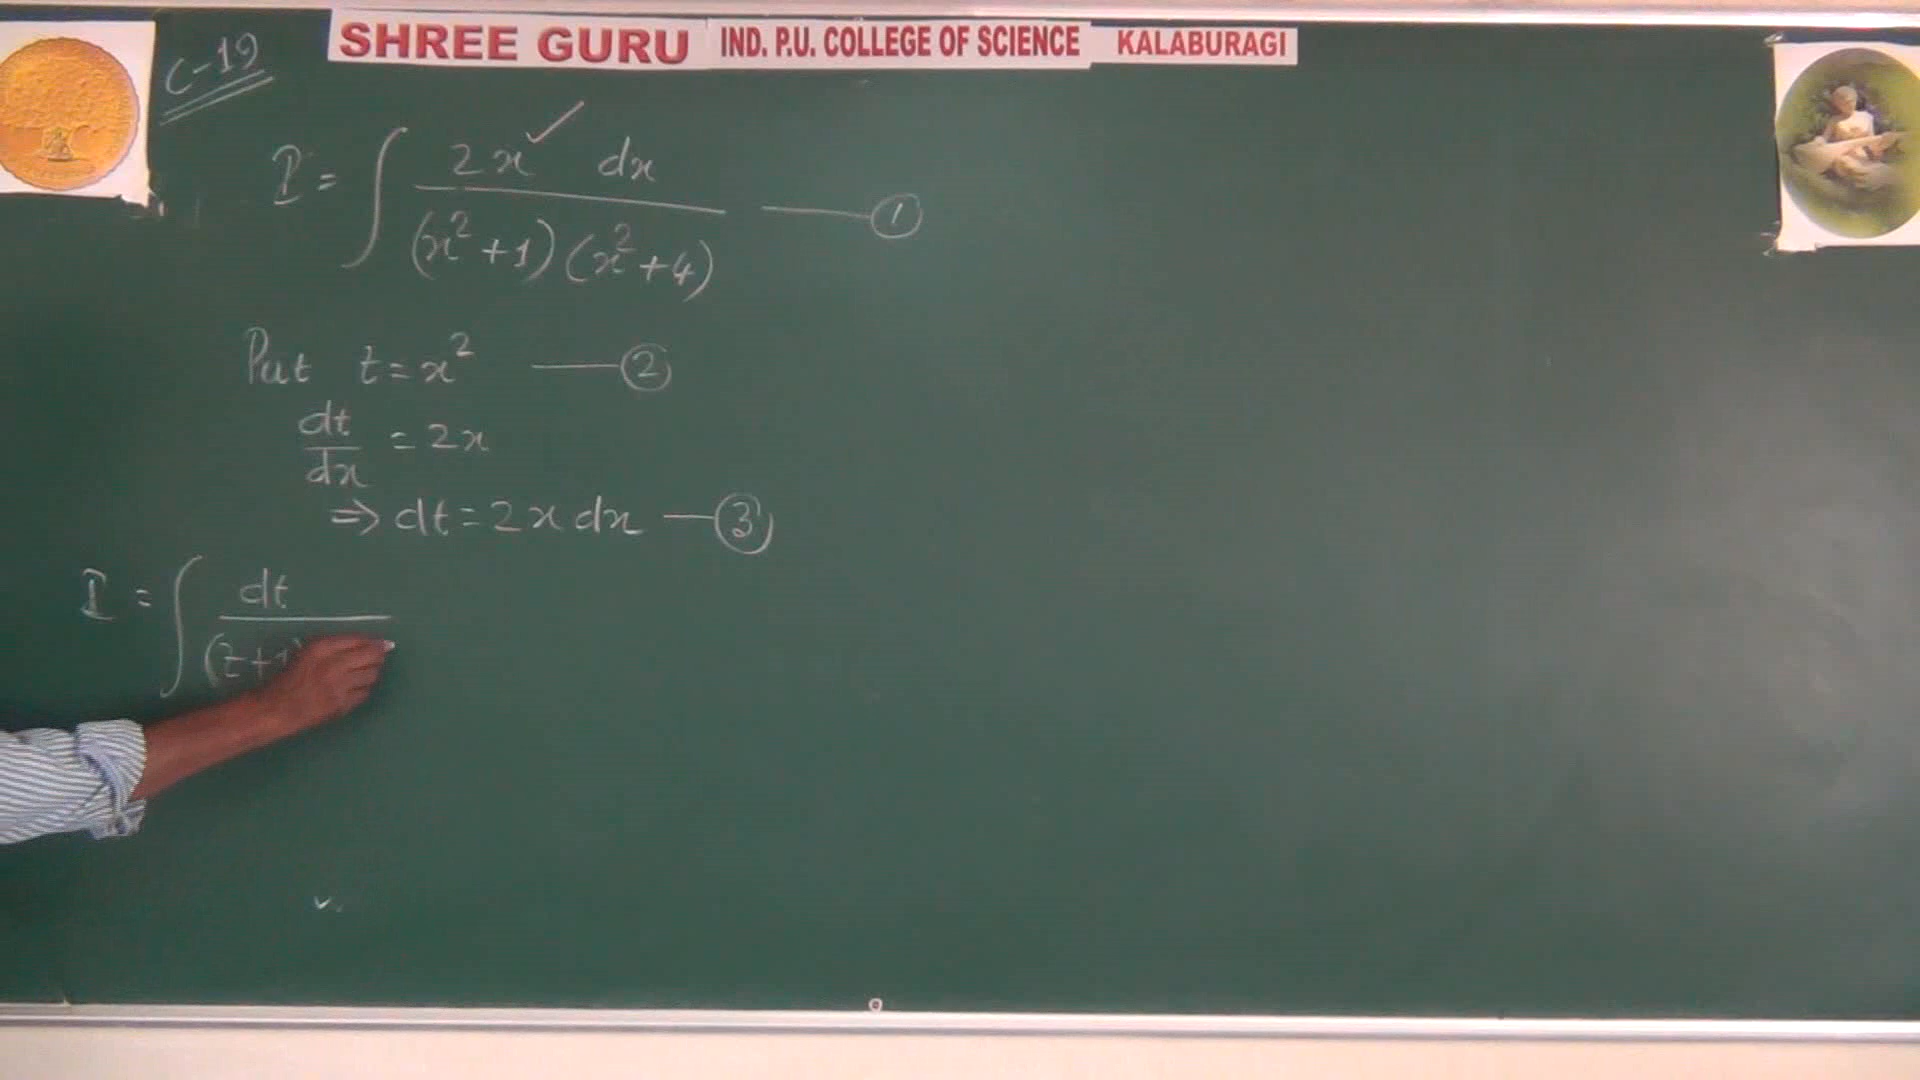 SHREE GURU IND. P.U. COLLEGE OF SCIENCE KALABURAGI
C-19
I = ∫ 2x dx / (x² + 1) (x² + 4) —— ①
Put t = x² —— ②
dt/dx = 2x
⇒ dt = 2x dx — ③
I = ∫ dt / (t+1)